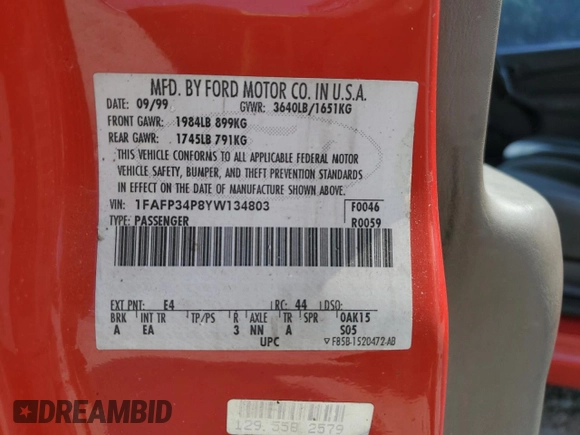 MFD. BY FORD MOTOR CO. IN U.S.A.
DATE: 09/99 GVWR: 3640LB/1651KG
FRONT GAWR: 1984LB 899KG
REAR GAWR: 1745LB 791KG
THIS VEHICLE CONFORMS TO ALL APPLICABLE FEDERAL MOTOR
VEHICLE SAFETY, BUMPER, AND THEFT PREVENTION STANDARDS
IN EFFECT ON THE DATE OF MANUFACTURE SHOWN ABOVE.
VIN: 1FAFP34P8YW134803 F0046
TYPE: PASSENGER R0059
EXT PNT: E4 RC: 44 DSO:
BRK INT TR TP/PS R AXLE TR SPR 0AK15
A EA 3 NN A S05
UPC ▽F85B-1520472-AB
129 558 2579
DREAMBID